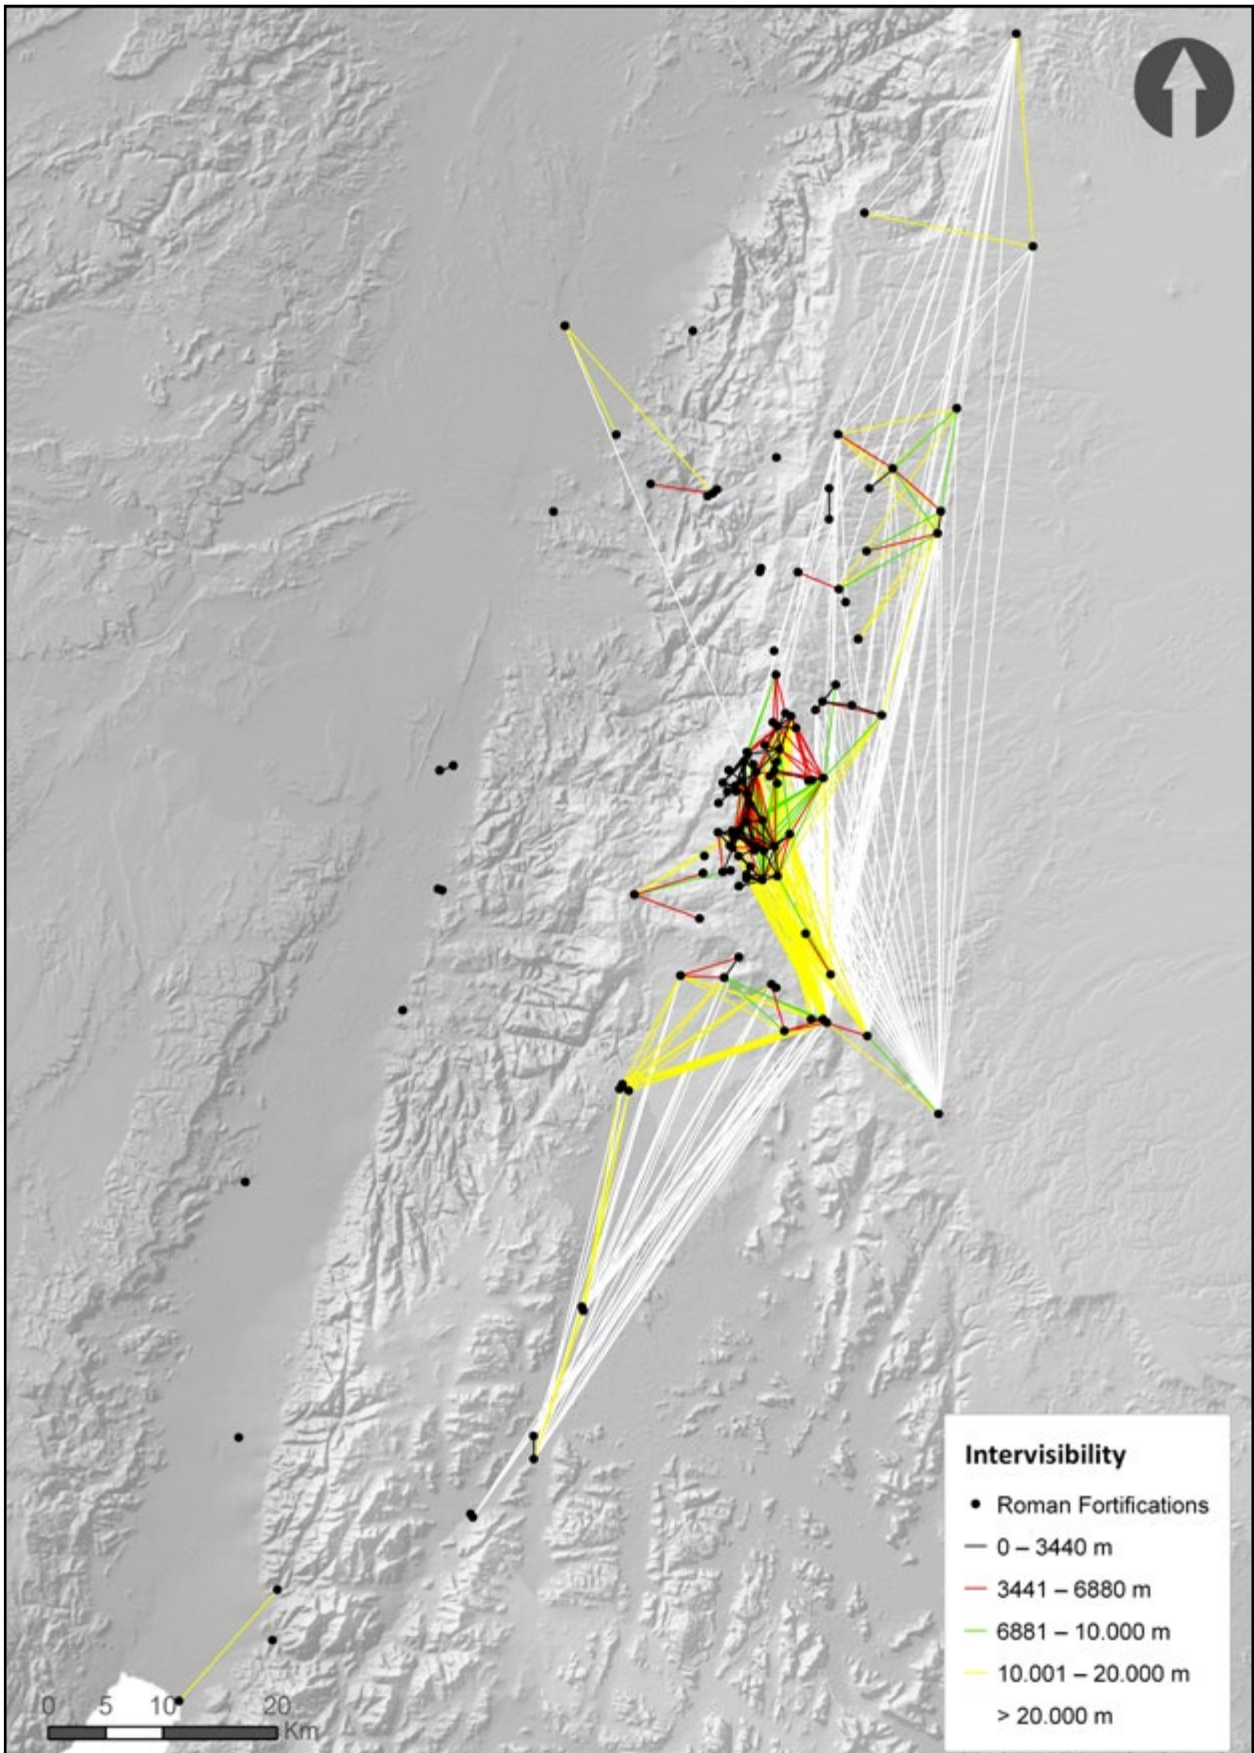 Intervisibility
Roman Fortifications
0 – 3440 m
3441 – 6880 m
6881 – 10.000 m
10.001 – 20.000 m
> 20.000 m
0 5 10 20
Km